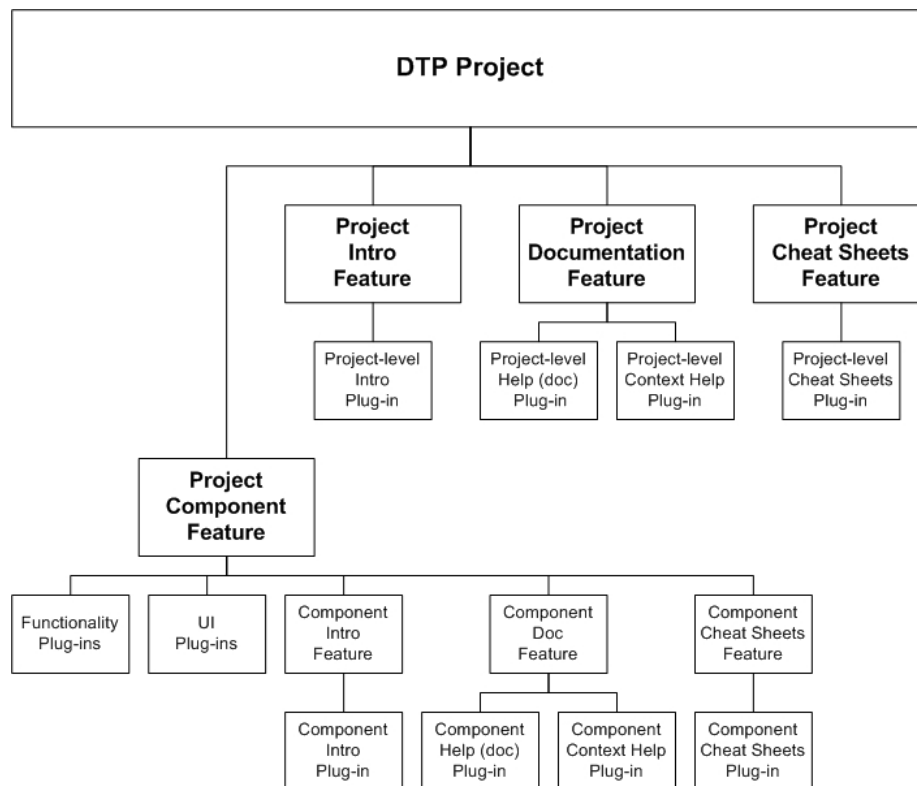 DTP Project
Project
Intro
Feature
Project
Documentation
Feature
Project
Cheat Sheets
Feature
Project-level
Intro
Plug-in
Project-level
Help (doc)
Plug-in
Project-level
Context Help
Plug-in
Project-level
Cheat Sheets
Plug-in
Project
Component
Feature
Functionality
Plug-ins
UI
Plug-ins
Component
Intro
Feature
Component
Doc
Feature
Component
Cheat Sheets
Feature
Component
Intro
Plug-in
Component
Help (doc)
Plug-in
Component
Context Help
Plug-in
Component
Cheat Sheets
Plug-in